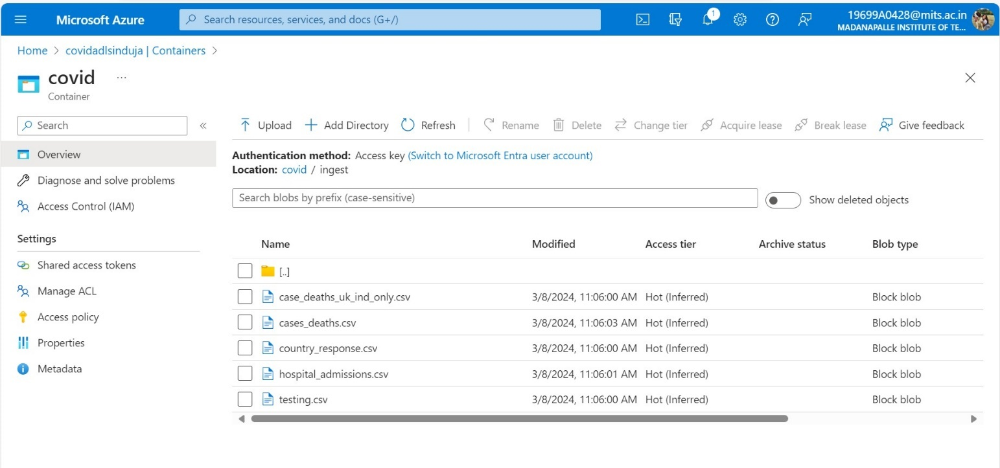 Microsoft Azure
Search resources, services, and docs (G+/)
1
19699A0428@mits.ac.in
MADANAPALLE INSTITUTE OF TE...
Home > covidadlsinduja | Containers >
covid ...
Container
Search
«
Overview
Diagnose and solve problems
Access Control (IAM)
Settings
Shared access tokens
Manage ACL
Access policy
Properties
Metadata
Upload Add Directory Refresh Rename Delete Change tier Acquire lease Break lease Give feedback
Authentication method: Access key (Switch to Microsoft Entra user account)
Location: covid / ingest
Search blobs by prefix (case-sensitive)
Show deleted objects
Name Modified Access tier Archive status Blob type
[..]
case_deaths_uk_ind_only.csv 3/8/2024, 11:06:00 AM Hot (Inferred) Block blob
cases_deaths.csv 3/8/2024, 11:06:03 AM Hot (Inferred) Block blob
country_response.csv 3/8/2024, 11:06:00 AM Hot (Inferred) Block blob
hospital_admissions.csv 3/8/2024, 11:06:01 AM Hot (Inferred) Block blob
testing.csv 3/8/2024, 11:06:00 AM Hot (Inferred) Block blob